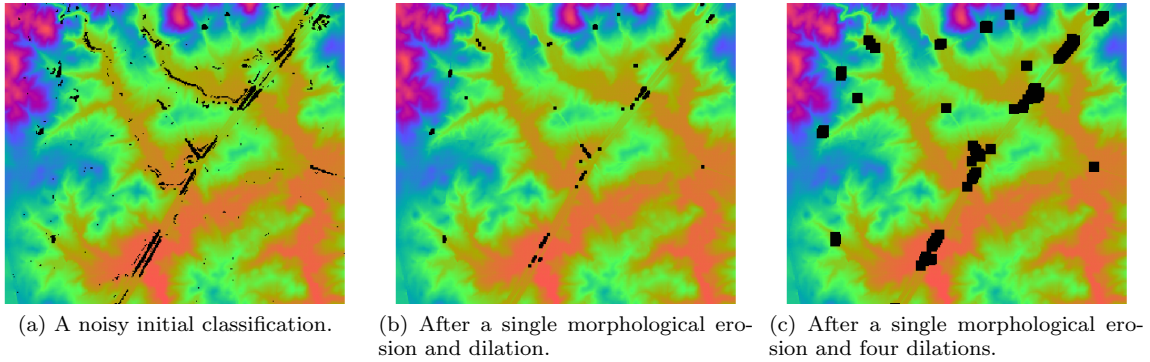 (a) A noisy initial classification.
(b) After a single morphological ero-
sion and dilation.
(c) After a single morphological ero-
sion and four dilations.